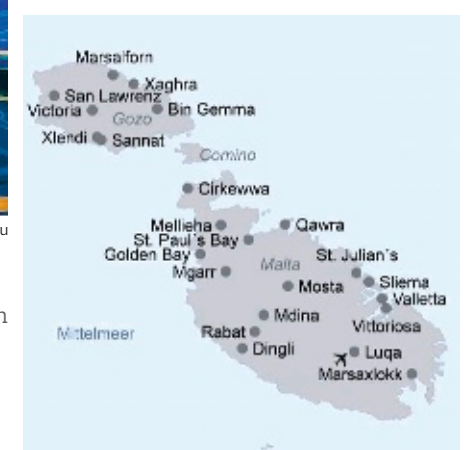 Marsalforn
Xaghra
San Lawrenz
Victoria
Bin Gemma
Gozo
Xlendi
Sannat
Comino
Cirkewwa
Mellieha
Qawra
St. Paul´s Bay
Golden Bay
St. Julian´s
Malta
Mgarr
Sliema
Mosta
Valletta
Mdina
Vittoriosa
Rabat
Mittelmeer
Dingli
Luqa
Marsaxlokk
u
n